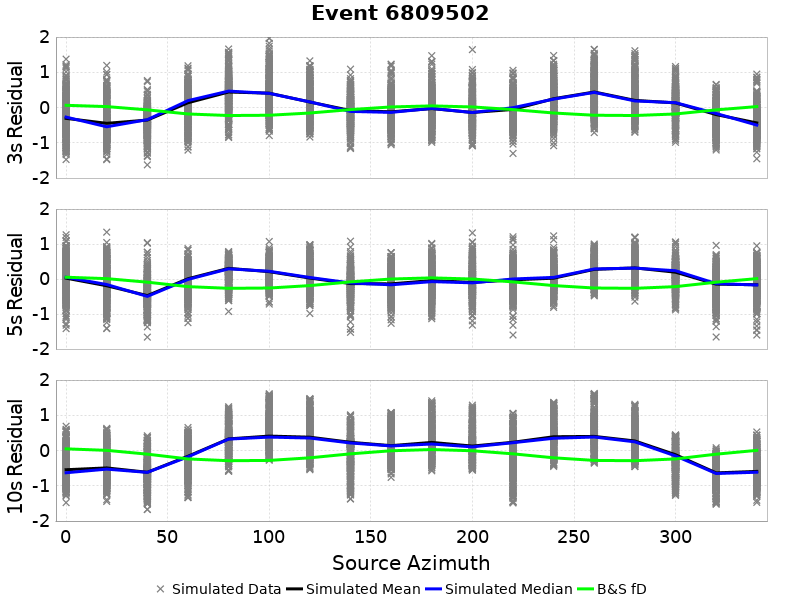 Event 6809502
3s Residual
2
1
0
-1
-2
5s Residual
2
1
0
-1
-2
10s Residual
2
1
0
-1
-2
0 50 100 150 200 250 300
Source Azimuth
Simulated Data Simulated Mean Simulated Median B&S fD